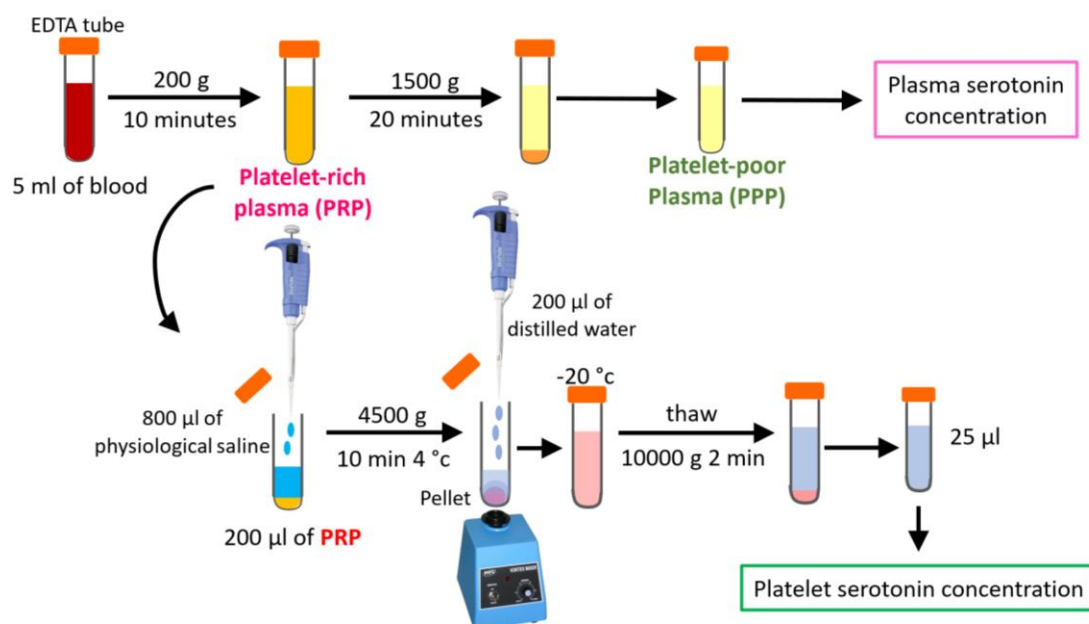 EDTA tube
200 g
10 minutes
1500 g
20 minutes
Plasma serotonin
concentration
5 ml of blood
Platelet-rich
plasma (PRP)
Platelet-poor
Plasma (PPP)
200 µl of
distilled water
-20 °c
800 µl of
physiological saline
4500 g
10 min 4 °c
thaw
10000 g 2 min
25 µl
Pellet
200 µl of PRP
VORTEX MIXER
Platelet serotonin concentration